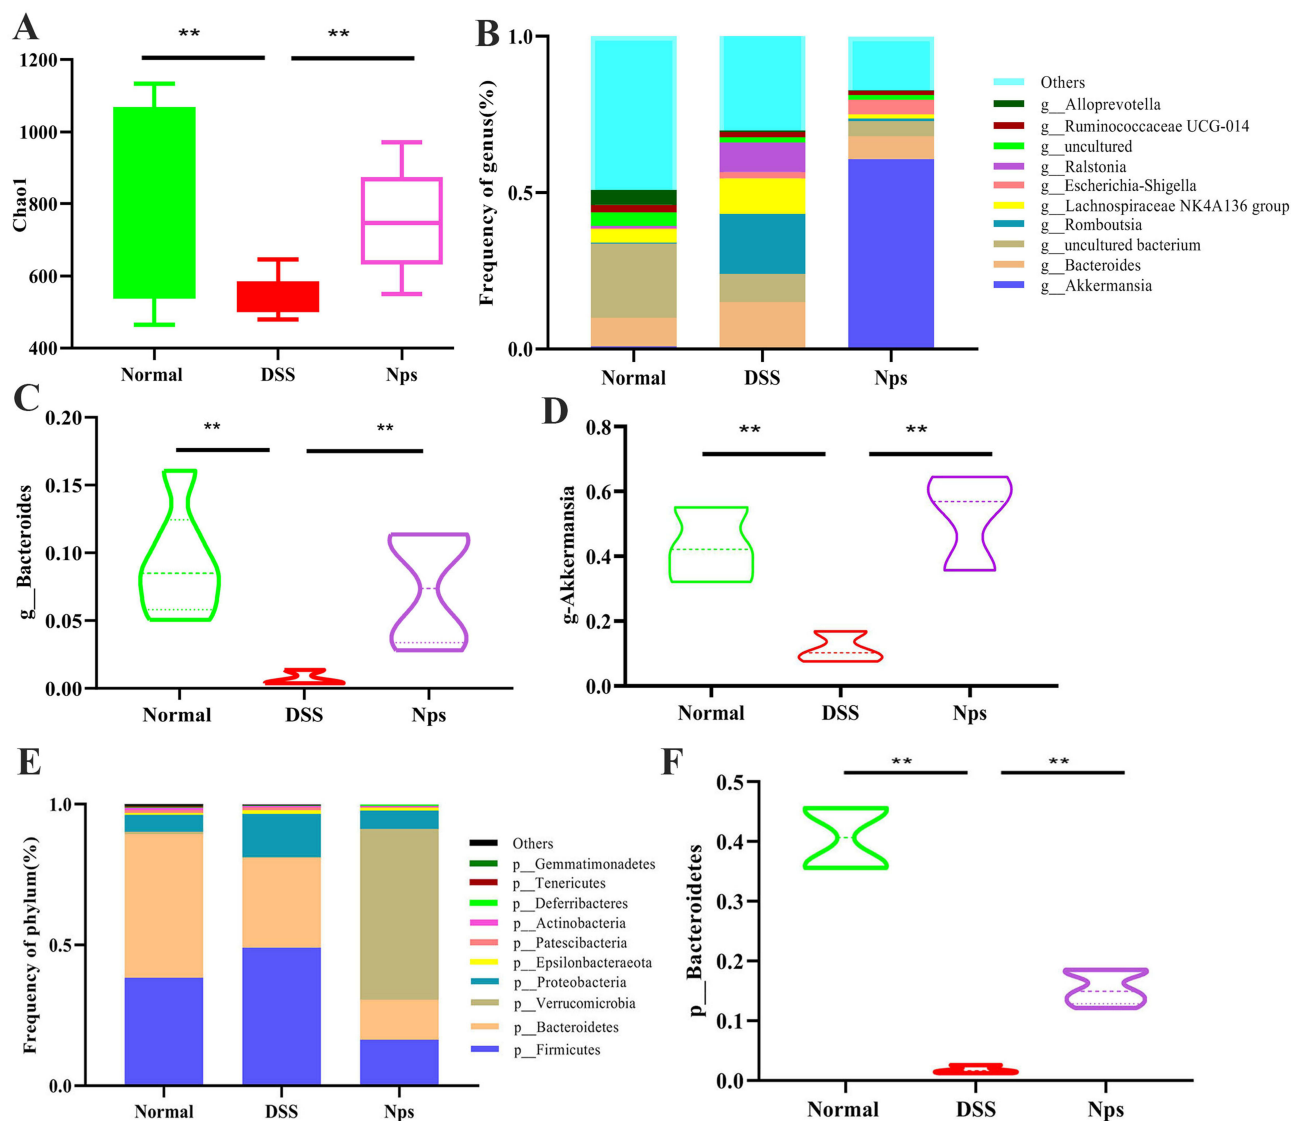 A
**
**
Chao1
1200
1000
800
600
400
Normal
DSS
Nps
B
Frequency of genus(%)
1.0
0.5
0.0
Normal
DSS
Nps
Others
g__Alloprevotella
g__Ruminococcaceae UCG-014
g__uncultured
g__Ralstonia
g__Escherichia-Shigella
g__Lachnospiraceae NK4A136 group
g__Romboutsia
g__uncultured bacterium
g__Bacteroides
g__Akkermansia
C
**
**
g__Bacteroides
0.20
0.15
0.10
0.05
0.00
Normal
DSS
Nps
D
**
**
g-Akkermansia
0.8
0.6
0.4
0.2
0.0
Normal
DSS
Nps
E
Frequency of phylum(%)
1.0
0.5
0.0
Normal
DSS
Nps
Others
p__Gemmatimonadetes
p__Tenericutes
p__Deferribacteres
p__Actinobacteria
p__Patescibacteria
p__Epsilonbacteraeota
p__Proteobacteria
p__Verrucomicrobia
p__Bacteroidetes
p__Firmicutes
F
**
**
p__Bacteroidetes
0.5
0.4
0.3
0.2
0.1
0.0
Normal
DSS
Nps